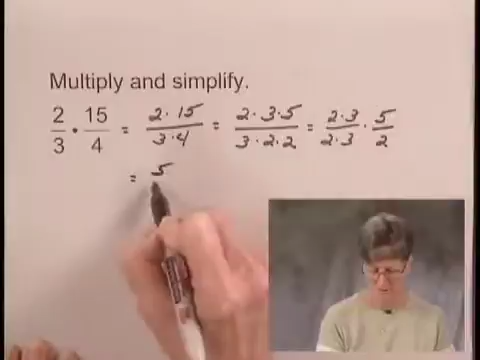 Multiply and simplify.
2/3 • 15/4 = 2 · 15 / 3 · 4 = 2 · 3 · 5 / 3 · 2 · 2 = 2 · 3 / 2 · 3 · 5 / 2
= 5